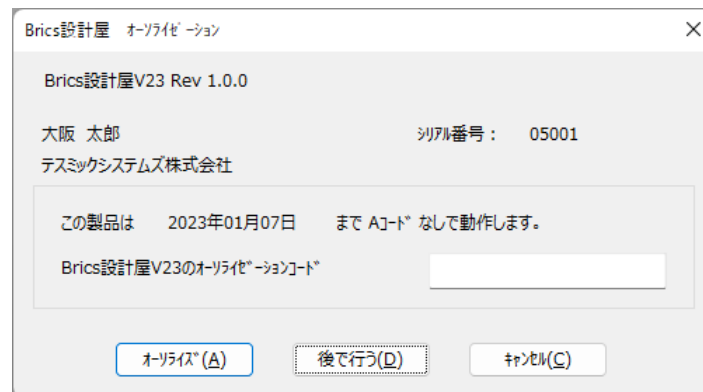 Brics設計屋 ｵｰｿﾗｲｾﾞｰｼｮﾝ
Brics設計屋V23 Rev 1.0.0
大阪 太郎 ｼﾘｱﾙ番号： 05001
テスミックシステムズ株式会社
この製品は 2023年01月07日 まで Aｺｰﾄﾞ なしで動作します。
Brics設計屋V23のｵｰｿﾗｲｾﾞｰｼｮﾝｺｰﾄﾞ
ｵｰｿﾗｲｽﾞ(A) 後で行う(D) ｷｬﾝｾﾙ(C)